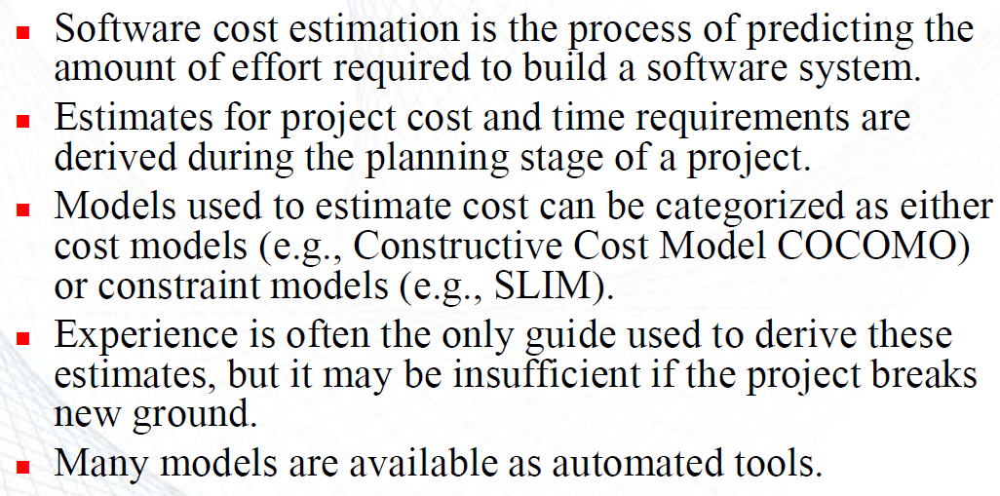 Software cost estimation is the process of predicting the
amount of effort required to build a software system.
Estimates for project cost and time requirements are
derived during the planning stage of a project.
Models used to estimate cost can be categorized as either
cost models (e.g., Constructive Cost Model COCOMO)
or constraint models (e.g., SLIM).
Experience is often the only guide used to derive these
estimates, but it may be insufficient if the project breaks
new ground.
Many models are available as automated tools.